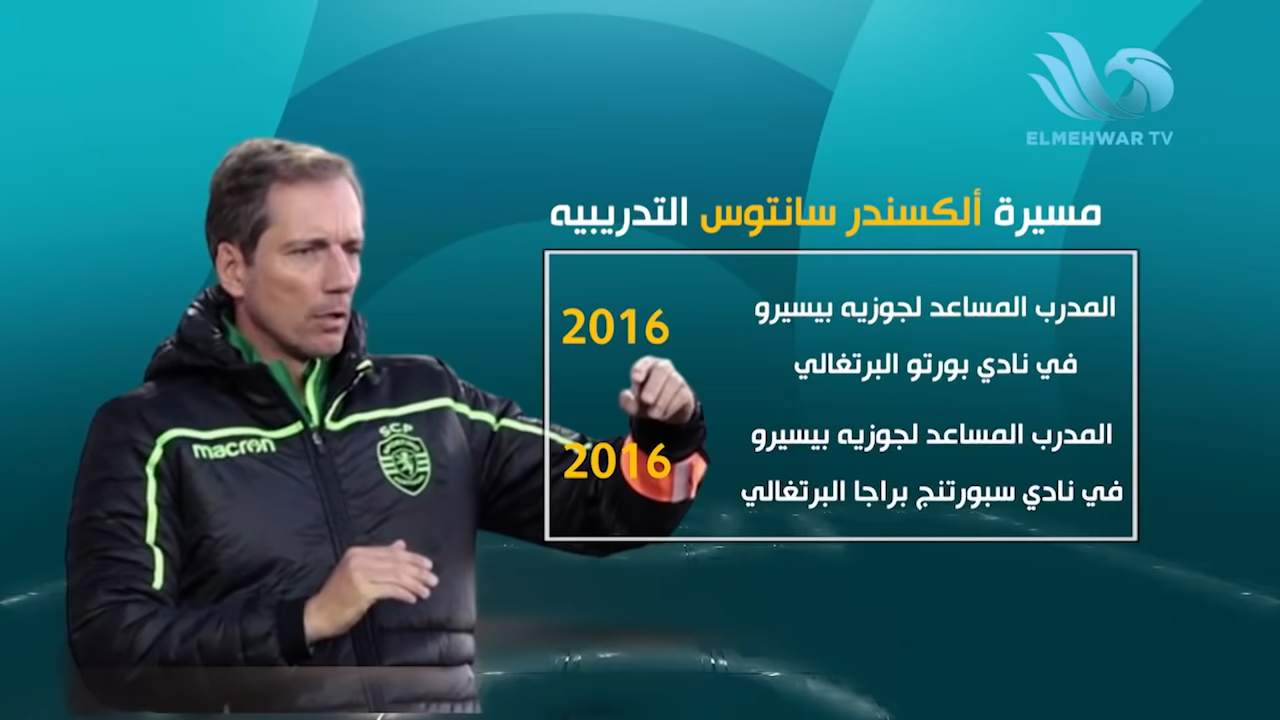 ELMEHWAR TV
مسيرة ألكسندر سانتوس التدريبيه
المدرب المساعد لجوزيه بيسيرو
في نادي بورتو البرتغالي
2016
المدرب المساعد لجوزيه بيسيرو
في نادي سبورتنج براجا البرتغالي
2016
macron
SCP